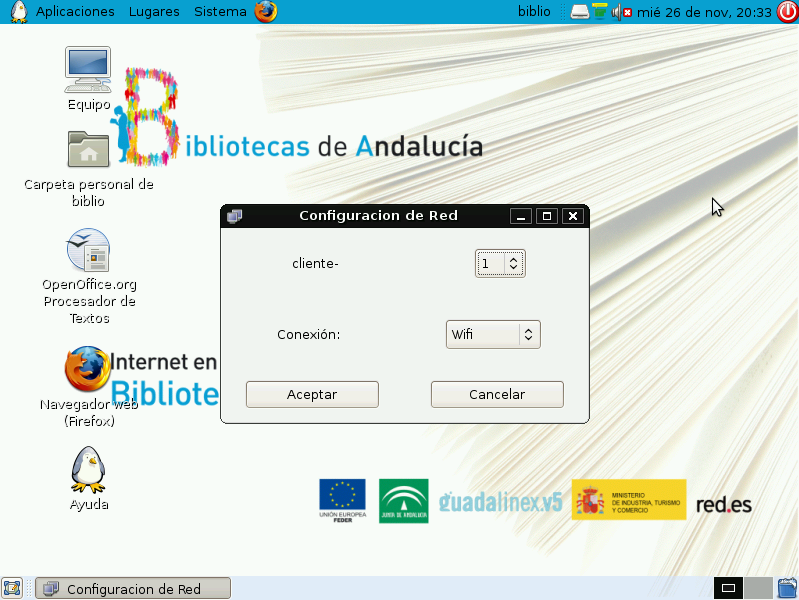 Aplicaciones Lugares Sistema biblio mié 26 de nov, 20:33
Equipo
Bibliotecas de Andalucía
Carpeta personal de
biblio
Configuracion de Red
cliente- 1
OpenOffice.org
Procesador de
Textos
Conexión: Wifi
Internet en
Bibliote
Aceptar Cancelar
Navegador web
(Firefox)
Ayuda
UNIÓN EUROPEA
FEDER
JUNTA DE ANDALUCIA
guadalinex.v5
MINISTERIO
DE INDUSTRIA, TURISMO
Y COMERCIO
red.es
Configuracion de Red